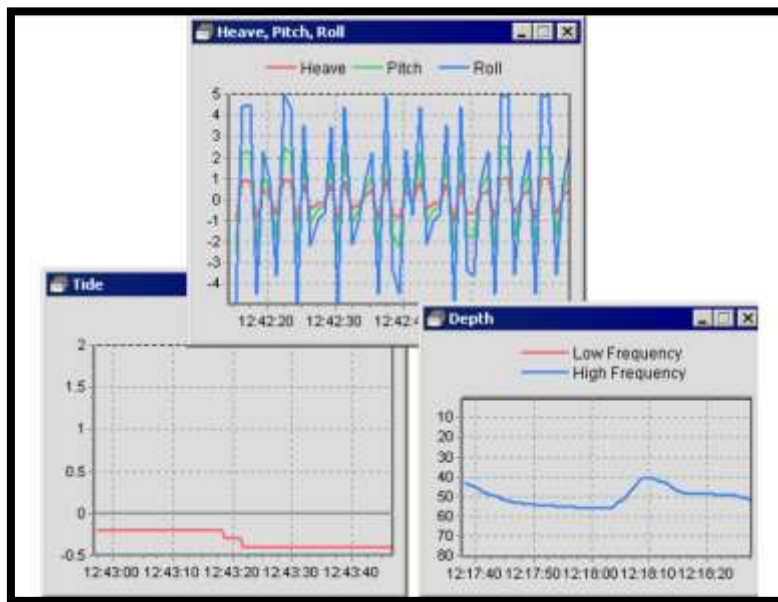 Heave, Pitch, Roll
Heave Pitch Roll
5
4
3
2
1
0
-1
-2
-3
-4
12:42:20 12:42:30 12:42:4
Tide
2
1.5
1
0.5
0
-0.5
12:43:00 12:43:10 12:43:20 12:43:30 12:43:40
Depth
Low Frequency
High Frequency
10
20
30
40
50
60
70
80
12:17:40 12:17:50 12:18:00 12:18:10 12:18:20